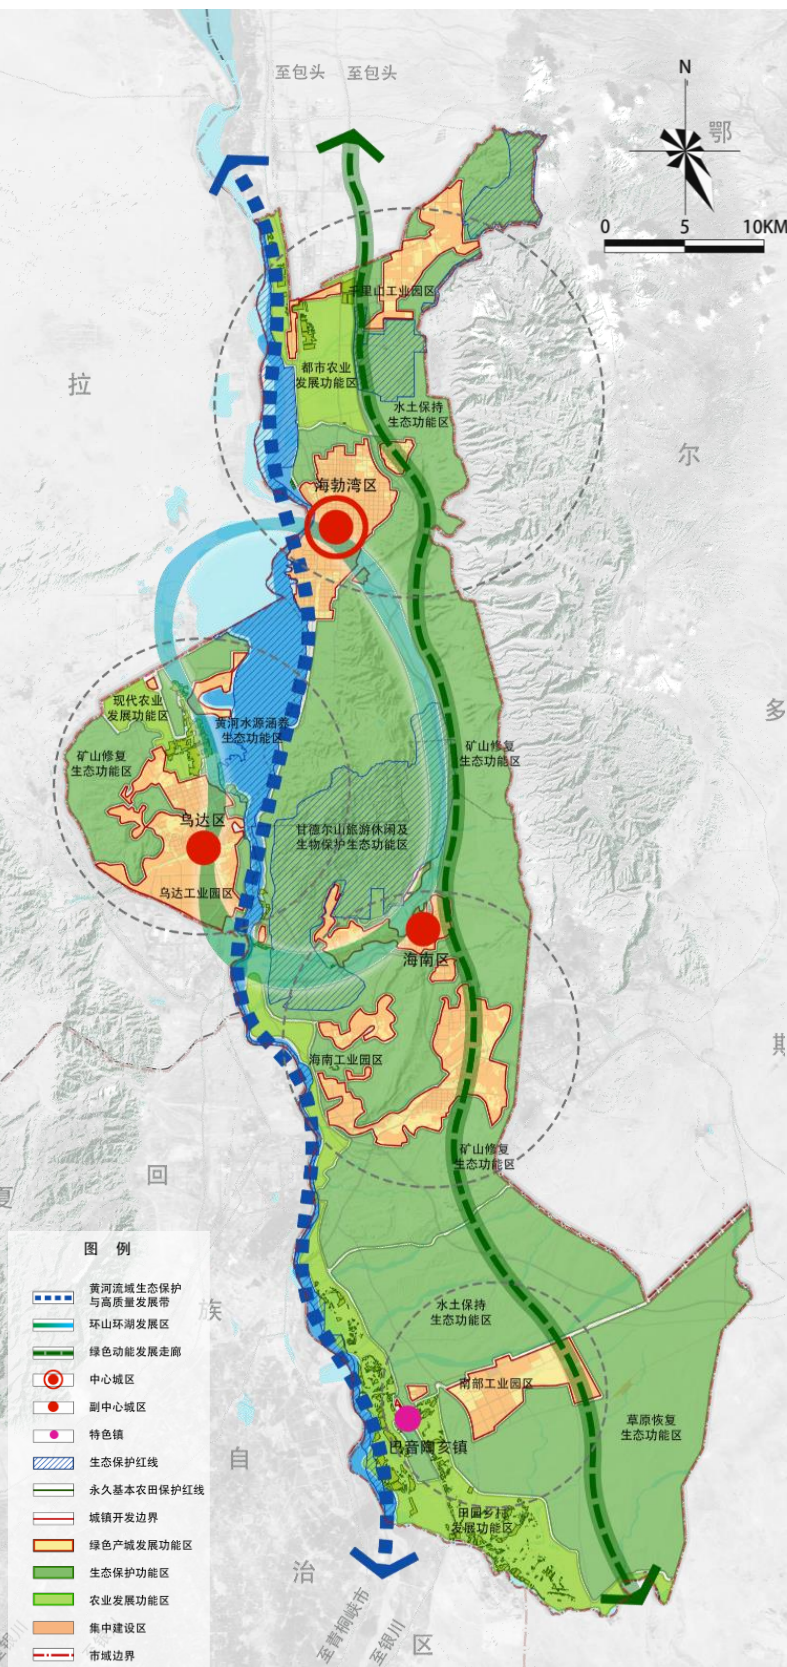 至包头 至包头
N
鄂
0 5 10KM
千里山工业园区
拉
都市农业
发展功能区
水土保持
生态功能区
尔
海勃湾区
现代农业
发展功能区
多
黄河水源涵养
生态功能区
矿山修复
生态功能区
矿山修复
生态功能区
乌达区
甘德尔山旅游休闲及
生物保护生态功能区
乌达工业园区
海南区
斯
海南工业园区
矿山修复
生态功能区
回
夏
族
水土保持
生态功能区
南部工业园区
草原恢复
生态功能区
巴音陶亥镇
自
田园乡村
发展功能区
治
区
至青桐峡市
至银川
至银川
图 例
黄河流域生态保护
与高质量发展带
环山环湖发展区
绿色动能发展走廊
中心城区
副中心城区
特色镇
生态保护红线
永久基本农田保护红线
城镇开发边界
绿色产城发展功能区
生态保护功能区
农业发展功能区
集中建设区
市域边界